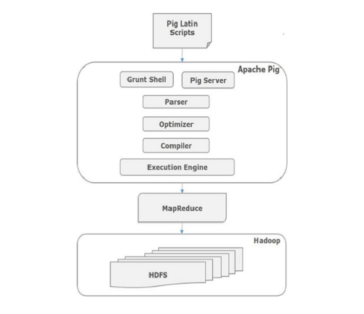 Pig Latin
Scripts
Apache Pig
Grunt Shell
Pig Server
Parser
Optimizer
Compiler
Execution Engine
MapReduce
Hadoop
HDFS